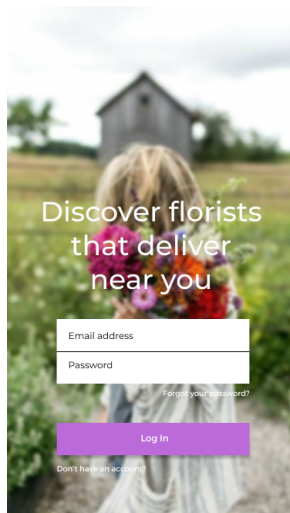 Discover florists
that deliver
near you
Email address
Password
Forgot your password?
Log In
Don't have an account?